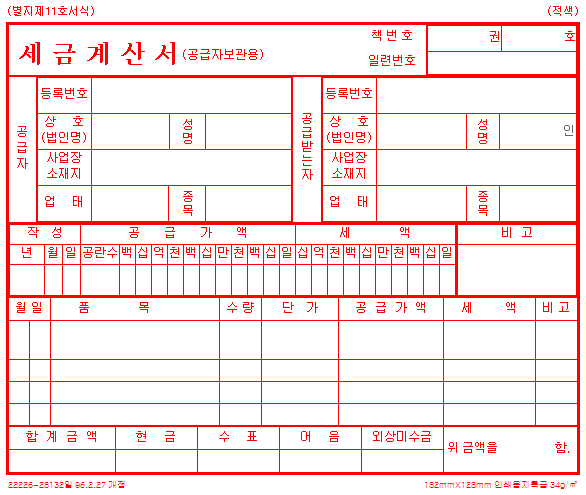 (별지제11호서식) (적색)
세금계산서(공급자보관용) 책번호 권 호
일련번호
공급자 등록번호 공급받는자 등록번호
상 호 (법인명) 성명 상 호 (법인명) 성명 인
사업장 소재지 사업장 소재지
업 태 종목 업 태 종목
작 성 공 급 가 액 세 액 비 고
년 월 일 공란수 백 십 억 천 백 십 만 천 백 십 일 십 억 천 백 십 만 천 백 십 일
월 일 품 목 수 량 단 가 공 급 가 액 세 액 비 고
합 계 금 액 현 금 수 표 어 음 외상미수금 위 금액을 함.
22226-28132일 96.2.27 개정 182mmX128mm 인쇄용지특급 34g/㎡